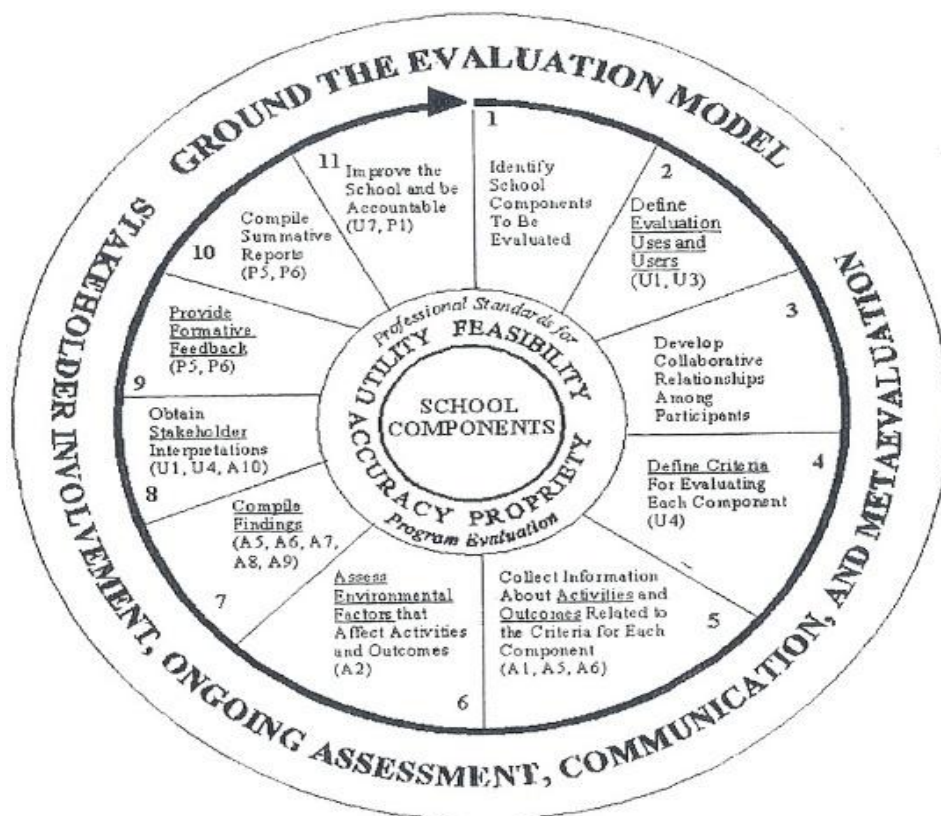 GROUND THE EVALUATION MODEL
STAKEHOLDER INVOLVEMENT, ONGOING ASSESSMENT, COMMUNICATION, AND METAEVALUATION
1
Identify
School
Components
To Be
Evaluated
2
Define
Evaluation
Uses and
Users
(U1, U3)
3
Develop
Collaborative
Relationships
Among
Participants
4
Define Criteria
For Evaluating
Each Component
(U4)
5
Collect Information
About Activities and
Outcomes Related to
the Criteria for Each
Component
(A1, A5, A6)
6
Assess
Environmental
Factors that
Affect Activities
and Outcomes
(A2)
7
Compile
Findings
(A5, A6, A7,
A8, A9)
8
Obtain
Stakeholder
Interpretations
(U1, U4, A10)
9
Provide
Formative
Feedback
(P5, P6)
10
Compile
Summative
Reports
(P5, P6)
11
Improve the
School and be
Accountable
(U7, P1)
Professional Standards for
UTILITY FEASIBILITY
ACCURACY PROPRIETY
Program Evaluation
SCHOOL
COMPONENTS